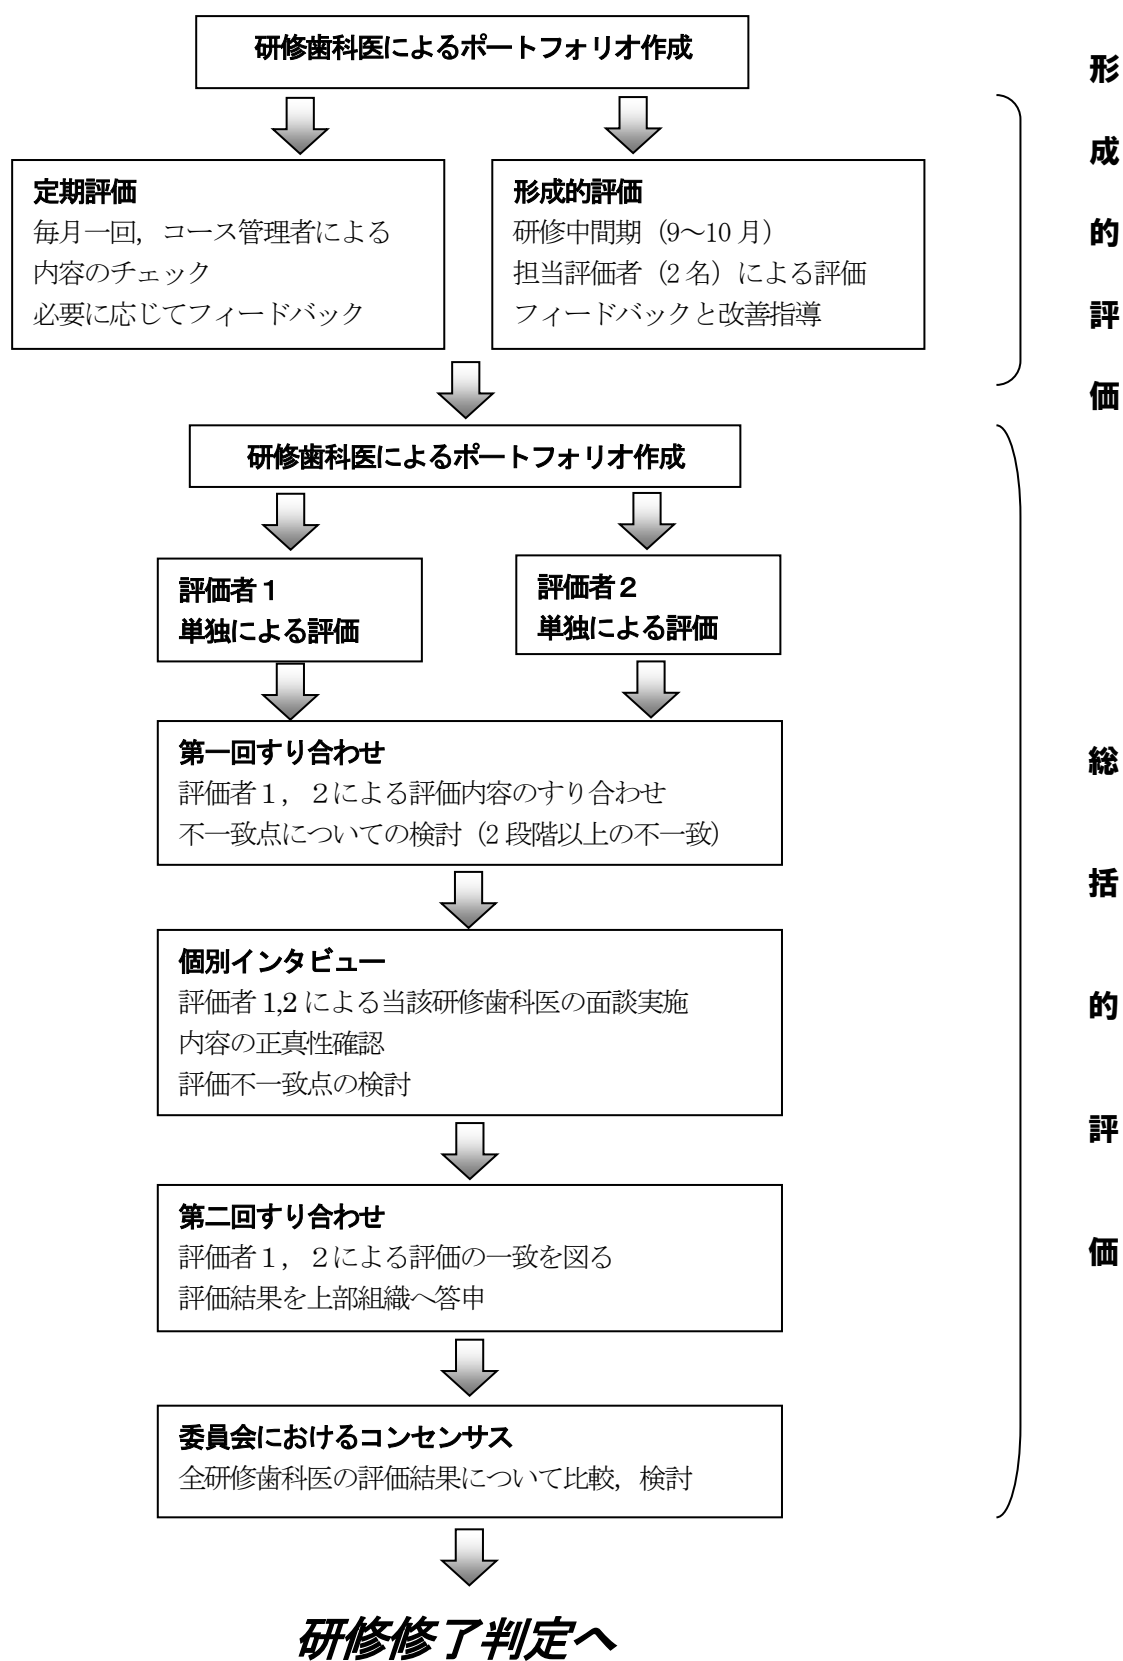 研修歯科医によるポートフォリオ作成
定期評価
毎月一回，コース管理者による
内容のチェック
必要に応じてフィードバック
形成的評価
研修中間期（9～10 月）
担当評価者（2 名）による評価
フィードバックと改善指導
形成的評価
研修歯科医によるポートフォリオ作成
評価者１
単独による評価
評価者２
単独による評価
第一回すり合わせ
評価者１，２による評価内容のすり合わせ
不一致点についての検討（2 段階以上の不一致）
個別インタビュー
評価者 1,2 による当該研修歯科医の面談実施
内容の正真性確認
評価不一致点の検討
第二回すり合わせ
評価者１，２による評価の一致を図る
評価結果を上部組織へ答申
委員会におけるコンセンサス
全研修歯科医の評価結果について比較，検討
総括的評価
研修修了判定へ